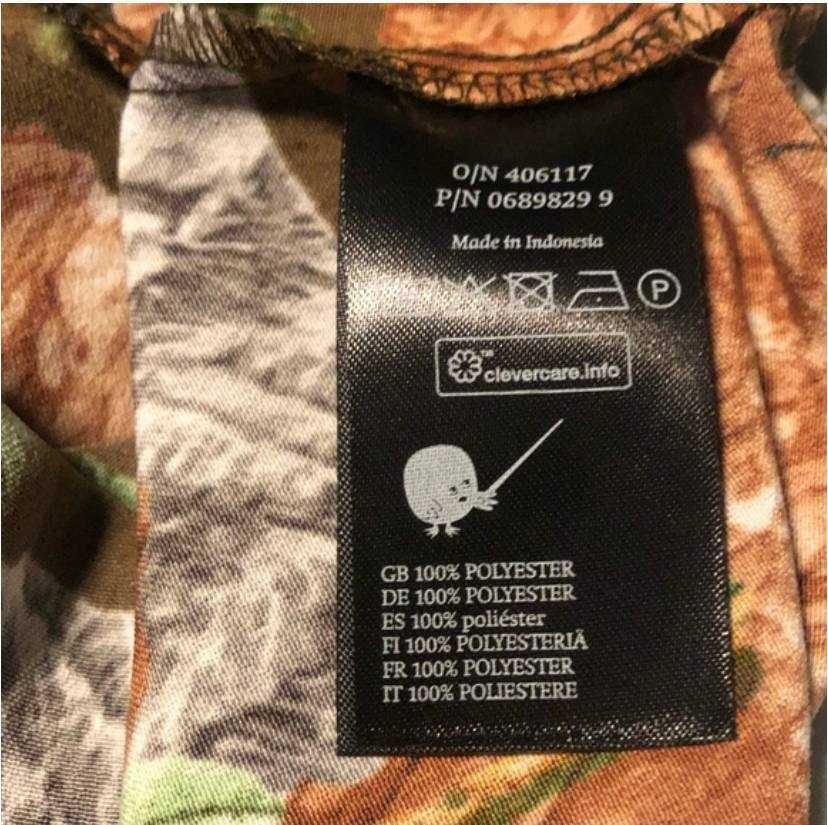 O/N 406117
P/N 0689829 9
Made in Indonesia
P
™
clevercare.info
GB 100% POLYESTER
DE 100% POLYESTER
ES 100% poliéster
FI 100% POLYESTERIÄ
FR 100% POLYESTER
IT 100% POLIESTERE